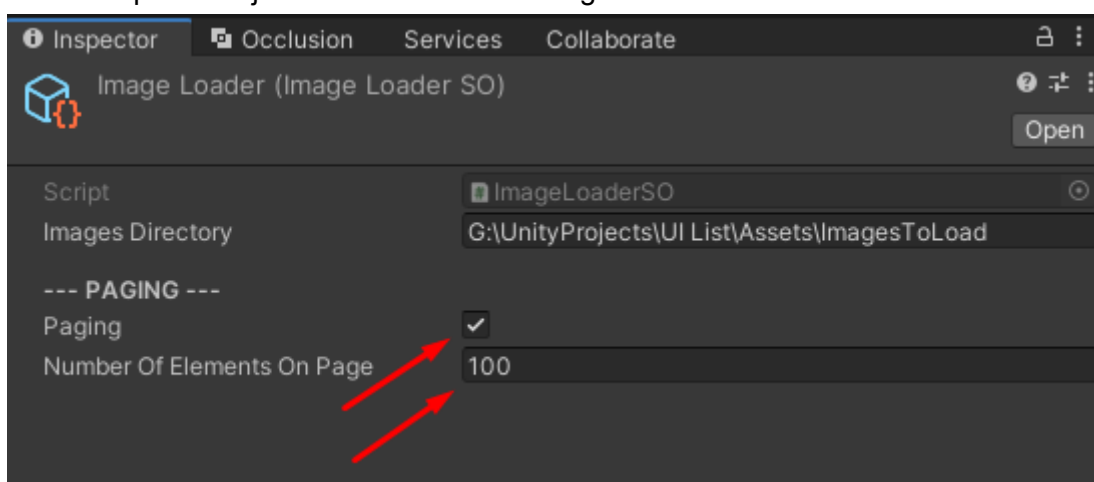 Inspector Occlusion Services Collaborate
Image Loader (Image Loader SO)
Open
Script ImageLoaderSO
Images Directory G:\UnityProjects\UI List\Assets\ImagesToLoad
--- PAGING ---
Paging
Number Of Elements On Page 100